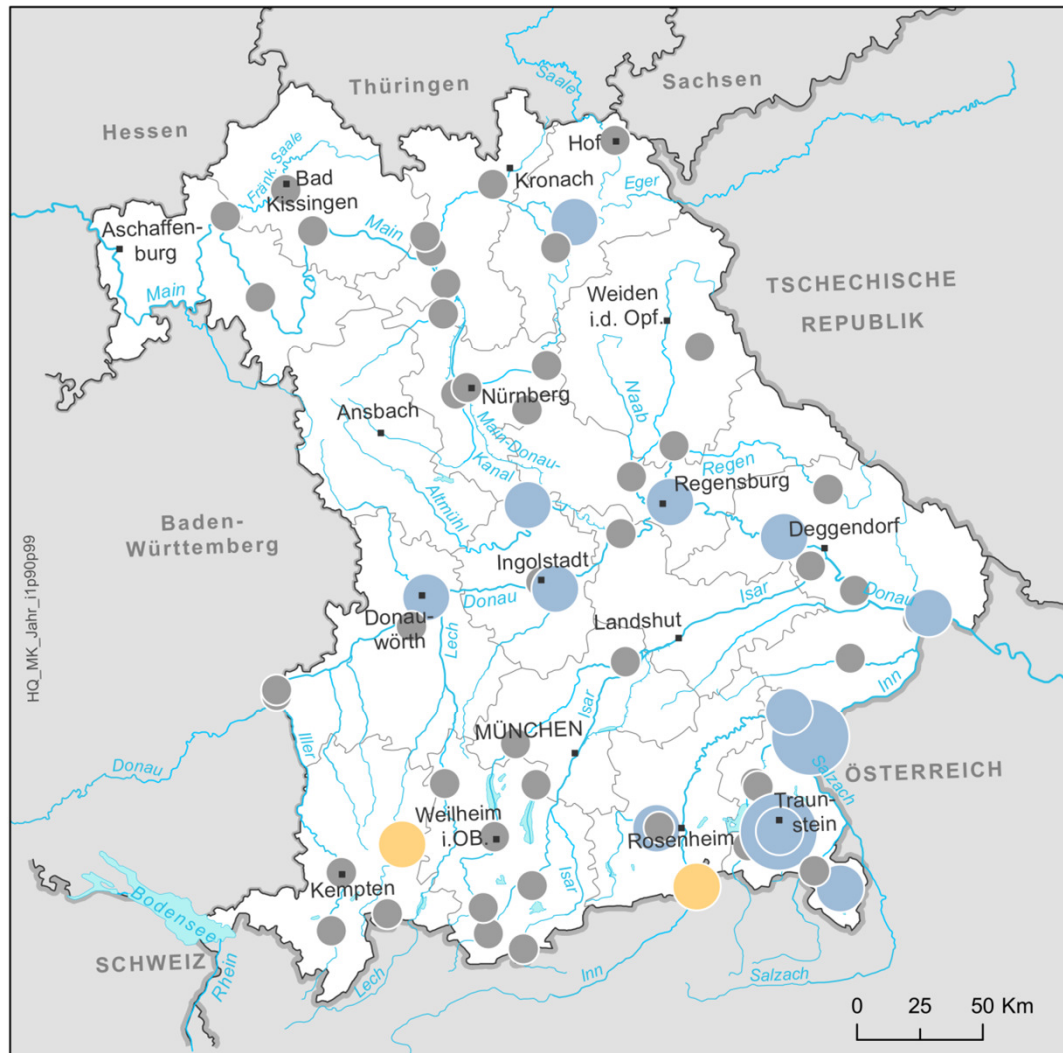 Thüringen
Sachsen
Saale
Hessen
Hof
Fränk. Saale
Kronach
Eger
Bad
Kissingen
Aschaffen-
burg
Main
Main
TSCHECHISCHE
REPUBLIK
Weiden
i.d. Opf.
Naab
Nürnberg
Ansbach
Main-Donau-
Kanal
Altmühl
Regen
Regensburg
Baden-
Württemberg
Deggendorf
HQ_MK_Jahr_i1p90p99
Ingolstadt
Donau
Isar
Donau
Donau-
wörth
Lech
Landshut
Inn
Isar
Iller
MÜNCHEN
Donau
Salzach
ÖSTERREICH
Weilheim
i.OB.
Traun-
stein
Rosenheim
Kempten
Isar
Bodensee
SCHWEIZ
Rhein
Lech
Inn
Salzach
0 25 50 Km